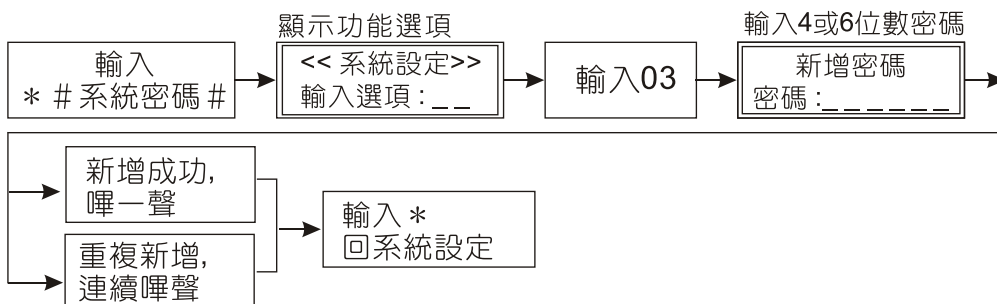 顯示功能選項
輸入4或6位數密碼
輸入
＊＃系統密碼＃
<< 系統設定>>
輸入選項：_ _
輸入03
新增密碼
密碼：_ _ _ _ _ _
新增成功，
嗶一聲
重複新增，
連續嗶聲
輸入＊
回系統設定